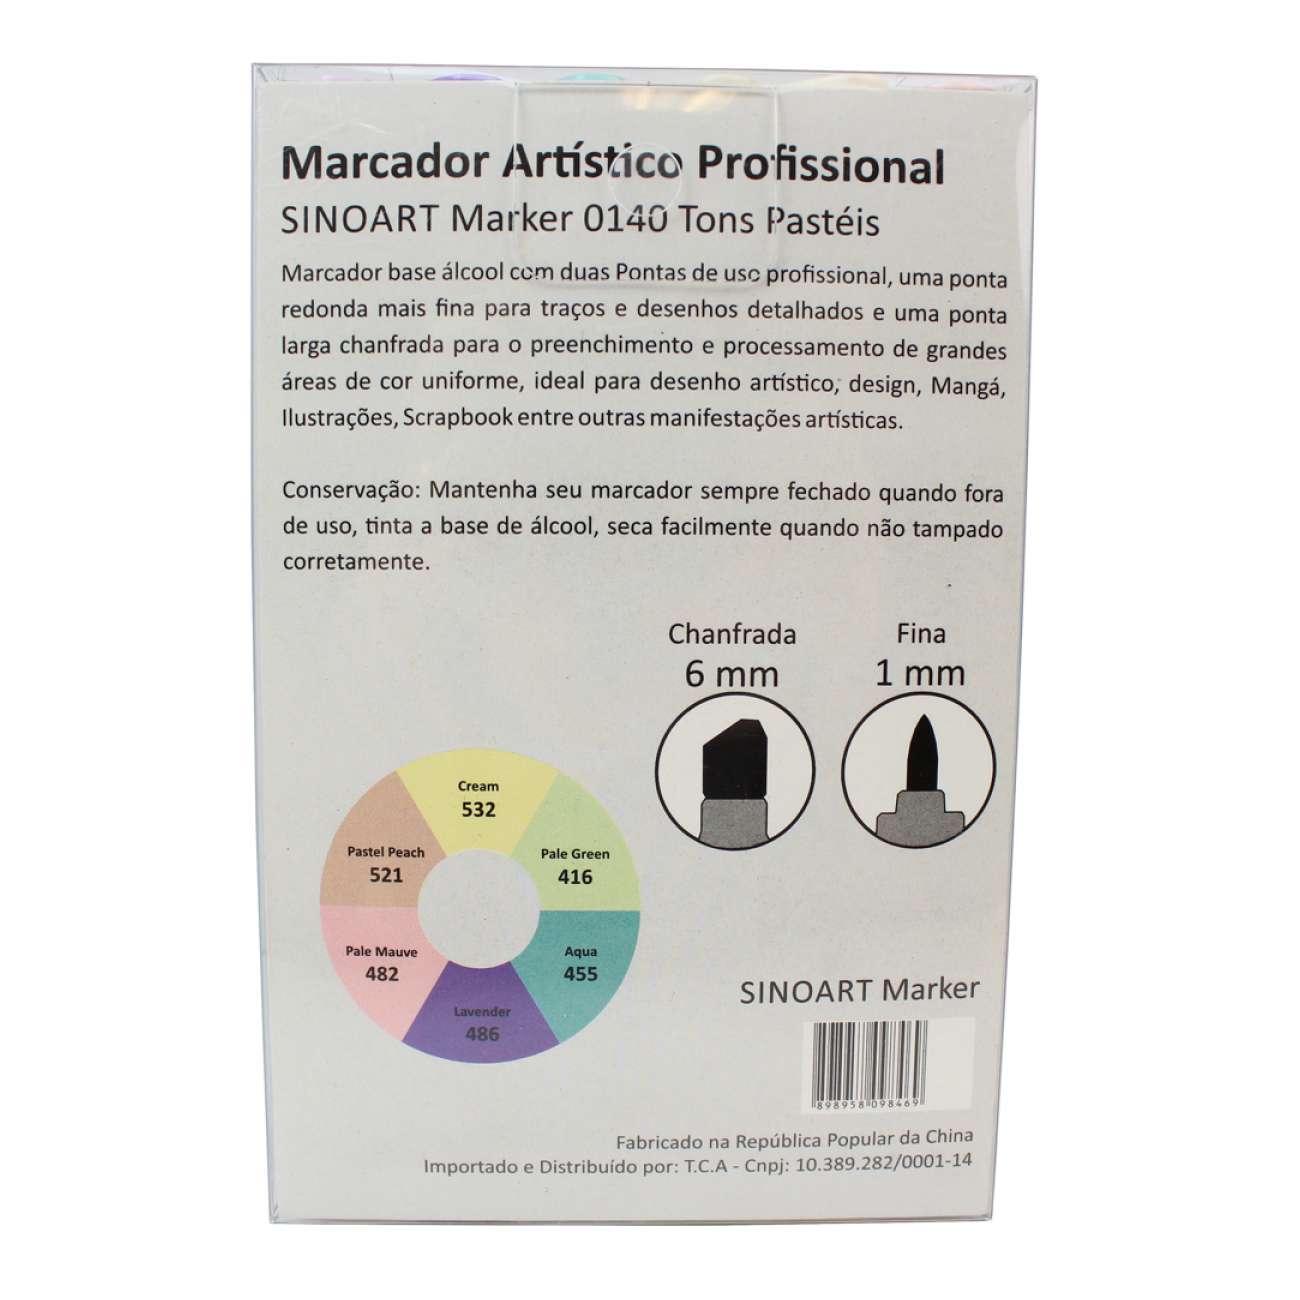 Marcador Artístico Profissional
SINOART Marker 0140 Tons Pastéis
Marcador base álcool com duas Pontas de uso profissional, uma ponta
redonda mais fina para traços e desenhos detalhados e uma ponta
larga chanfrada para o preenchimento e processamento de grandes
áreas de cor uniforme, ideal para desenho artístico, design, Mangá,
Ilustrações, Scrapbook entre outras manifestações artísticas.
Conservação: Mantenha seu marcador sempre fechado quando fora
de uso, tinta a base de álcool, seca facilmente quando não tampado
corretamente.
Chanfrada
6 mm
Fina
1 mm
Cream
532
Pastel Peach
521
Pale Green
416
Pale Mauve
482
Aqua
455
Lavender
486
SINOART Marker
898958 098469
Fabricado na República Popular da China
Importado e Distribuído por: T.C.A - Cnpj: 10.389.282/0001-14